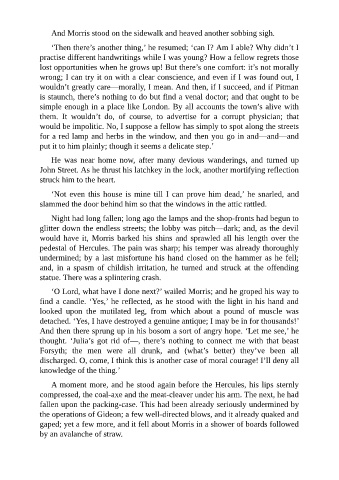 And Morris stood on the sidewalk and heaved another sobbing sigh.
‘Then there’s another thing,’ he resumed; ‘can I? Am I able? Why didn’t I
practise different handwritings while I was young? How a fellow regrets those
lost opportunities when he grows up! But there’s one comfort: it’s not morally
wrong; I can try it on with a clear conscience, and even if I was found out, I
wouldn’t greatly care—morally, I mean. And then, if I succeed, and if Pitman
is staunch, there’s nothing to do but find a venal doctor; and that ought to be
simple enough in a place like London. By all accounts the town’s alive with
them. It wouldn’t do, of course, to advertise for a corrupt physician; that
would be impolitic. No, I suppose a fellow has simply to spot along the streets
for a red lamp and herbs in the window, and then you go in and—and—and
put it to him plainly; though it seems a delicate step.’
He was near home now, after many devious wanderings, and turned up
John Street. As he thrust his latchkey in the lock, another mortifying reflection
struck him to the heart.
‘Not even this house is mine till I can prove him dead,’ he snarled, and
slammed the door behind him so that the windows in the attic rattled.
Night had long fallen; long ago the lamps and the shop-fronts had begun to
glitter down the endless streets; the lobby was pitch—dark; and, as the devil
would have it, Morris barked his shins and sprawled all his length over the
pedestal of Hercules. The pain was sharp; his temper was already thoroughly
undermined; by a last misfortune his hand closed on the hammer as he fell;
and, in a spasm of childish irritation, he turned and struck at the offending
statue. There was a splintering crash.
‘O Lord, what have I done next?’ wailed Morris; and he groped his way to
find a candle. ‘Yes,’ he reflected, as he stood with the light in his hand and
looked upon the mutilated leg, from which about a pound of muscle was
detached. ‘Yes, I have destroyed a genuine antique; I may be in for thousands!’
And then there sprung up in his bosom a sort of angry hope. ‘Let me see,’ he
thought. ‘Julia’s got rid of—, there’s nothing to connect me with that beast
Forsyth; the men were all drunk, and (what’s better) they’ve been all
discharged. O, come, I think this is another case of moral courage! I’ll deny all
knowledge of the thing.’
A moment more, and he stood again before the Hercules, his lips sternly
compressed, the coal-axe and the meat-cleaver under his arm. The next, he had
fallen upon the packing-case. This had been already seriously undermined by
the operations of Gideon; a few well-directed blows, and it already quaked and
gaped; yet a few more, and it fell about Morris in a shower of boards followed
by an avalanche of straw.